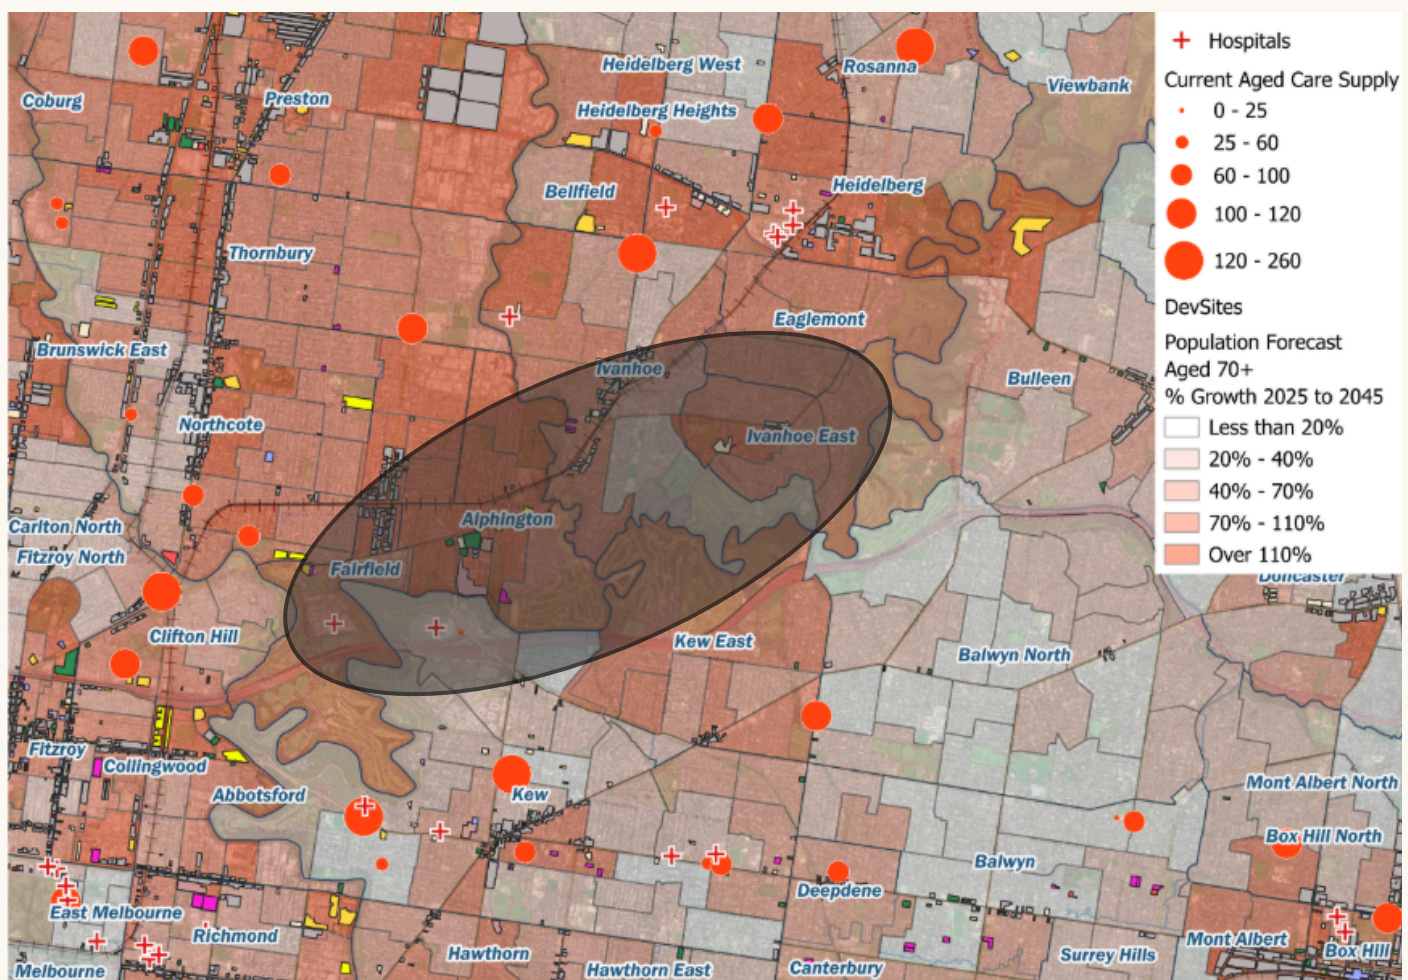 Hospitals
Current Aged Care Supply
0 - 25
25 - 60
60 - 100
100 - 120
120 - 260
DevSites
Population Forecast
Aged 70+
% Growth 2025 to 2045
Less than 20%
20% - 40%
40% - 70%
70% - 110%
Over 110%
Heidelberg West
Rosanna
Viewbank
Coburg
Preston
Heidelberg Heights
Bellfield
Heidelberg
Thornbury
Eaglemont
Brunswick East
Ivanhoe
Bulleen
Northcote
Ivanhoe East
Carlton North
Alphington
Fitzroy North
Fairfield
Doncaster
Clifton Hill
Kew East
Balwyn North
Fitzroy
Collingwood
Abbotsford
Kew
Mont Albert North
Box Hill North
Balwyn
Deepdene
East Melbourne
Richmond
Hawthorn
Surrey Hills
Mont Albert
Box Hill
Melbourne
Hawthorn East
Canterbury